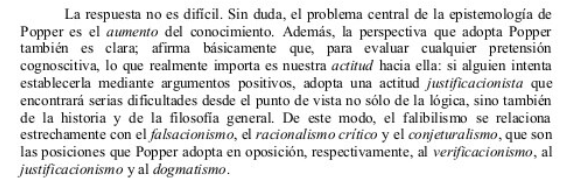 La respuesta no es difícil. Sin duda, el problema central de la epistemología de
Popper es el aumento del conocimiento. Además, la perspectiva que adopta Popper
también es clara; afirma básicamente que, para evaluar cualquier pretensión
cognoscitiva, lo que realmente importa es nuestra actitud hacia ella: si alguien intenta
establecerla mediante argumentos positivos, adopta una actitud justificacionista que
encontrará serias dificultades desde el punto de vista no sólo de la lógica, sino también
de la historia y de la filosofía general. De este modo, el falibilismo se relaciona
estrechamente con el falsacionismo, el racionalismo crítico y el conjeturalismo, que son
las posiciones que Popper adopta en oposición, respectivamente, al verificacionismo, al
justificacionismo y al dogmatismo.